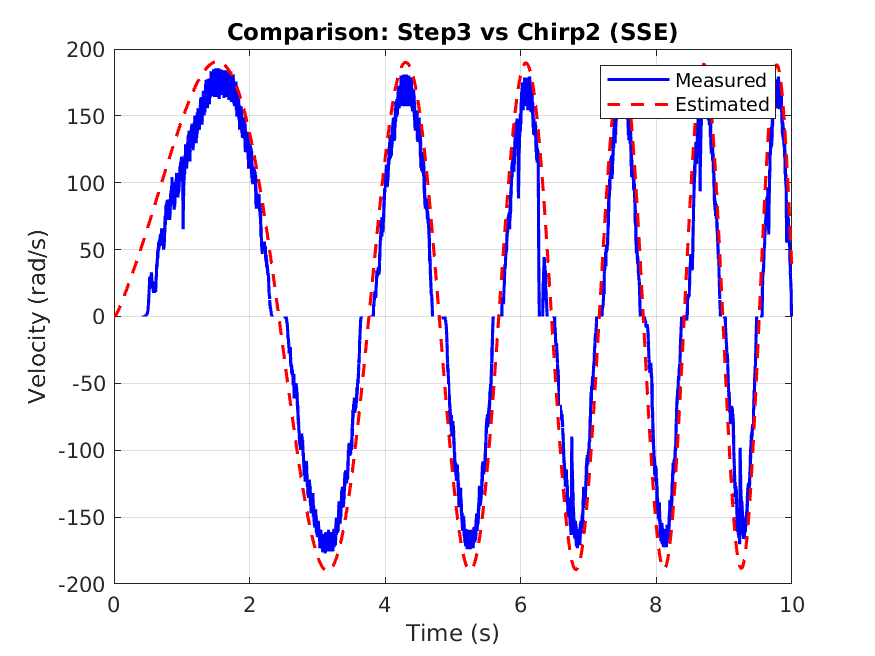 Comparison: Step3 vs Chirp2 (SSE)
Measured
Estimated
200
150
100
50
0
-50
-100
-150
-200
Velocity (rad/s)
0 2 4 6 8 10
Time (s)